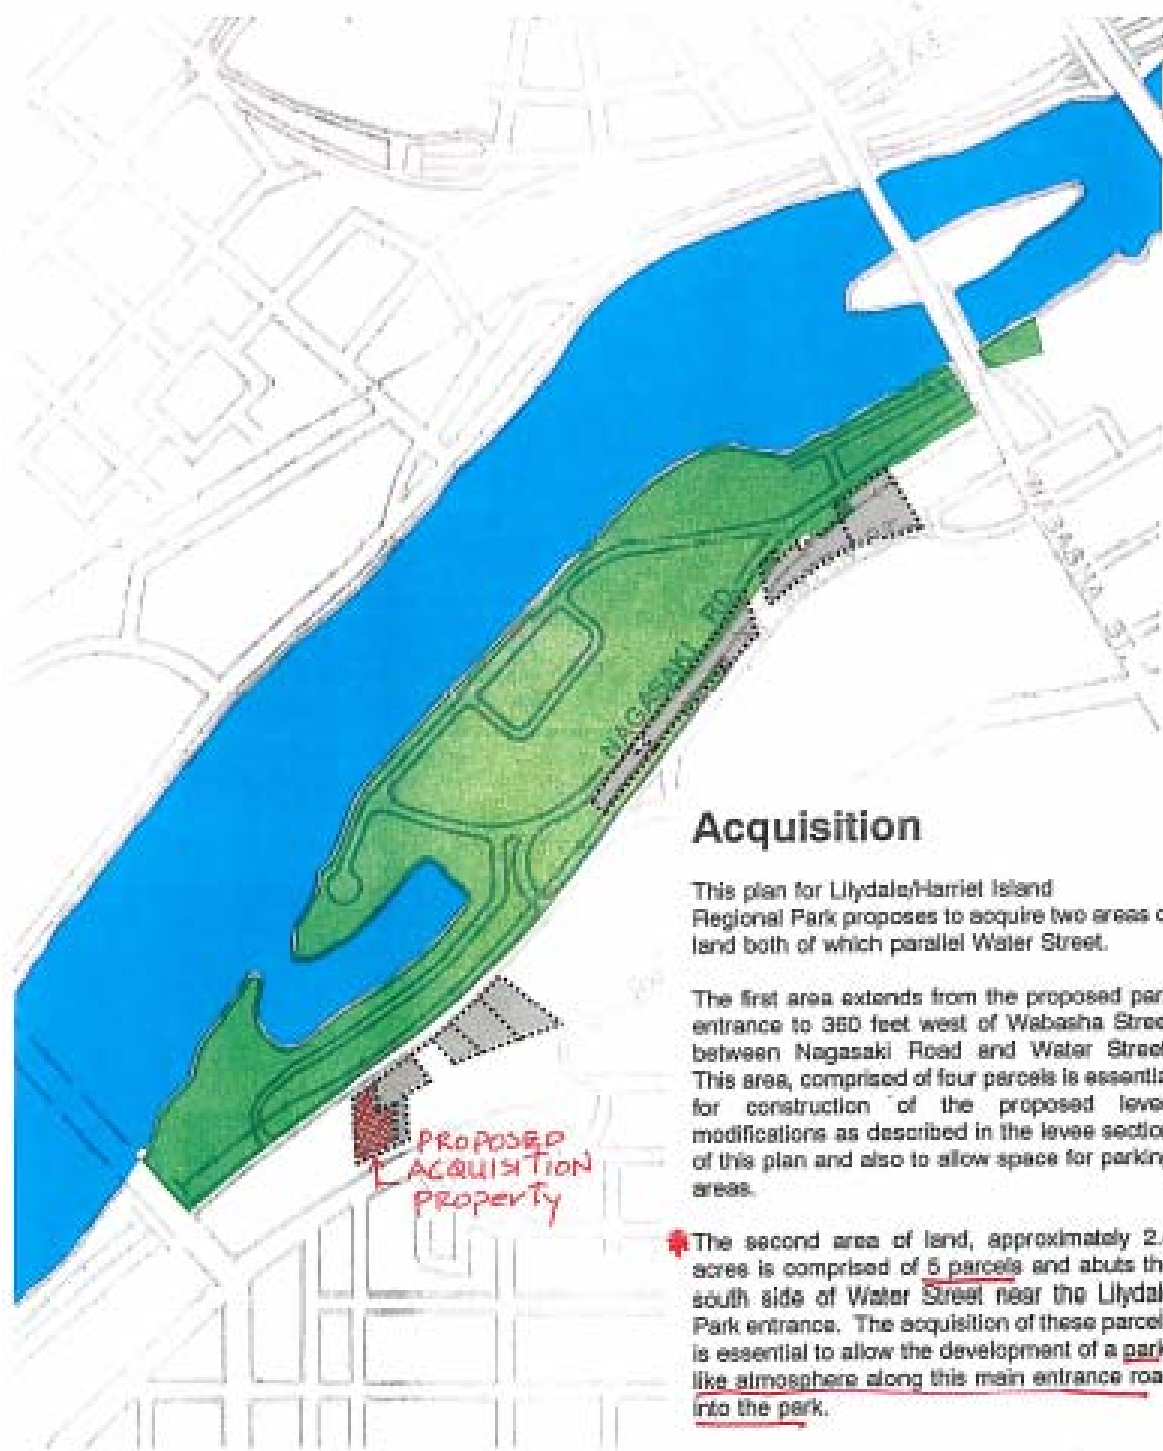 NAGASAKI RD
WABASHA ST.
Acquisition
This plan for Lilydale/Harriet Island
Regional Park proposes to acquire two areas o
land both of which parallel Water Street.
The first area extends from the proposed par
entrance to 360 feet west of Wabasha Stree
between Nagasaki Road and Water Street
This area, comprised of four parcels is essentia
for construction of the proposed leve
modifications as described in the levee section
of this plan and also to allow space for parking
areas.
PROPOSED
ACQUISITION
PROPERTY
The second area of land, approximately 2.
acres is comprised of 5 parcels and abuts the
south side of Water Street near the Lilydal
Park entrance. The acquisition of these parcel
is essential to allow the development of a park
like atmosphere along this main entrance roa
into the park.